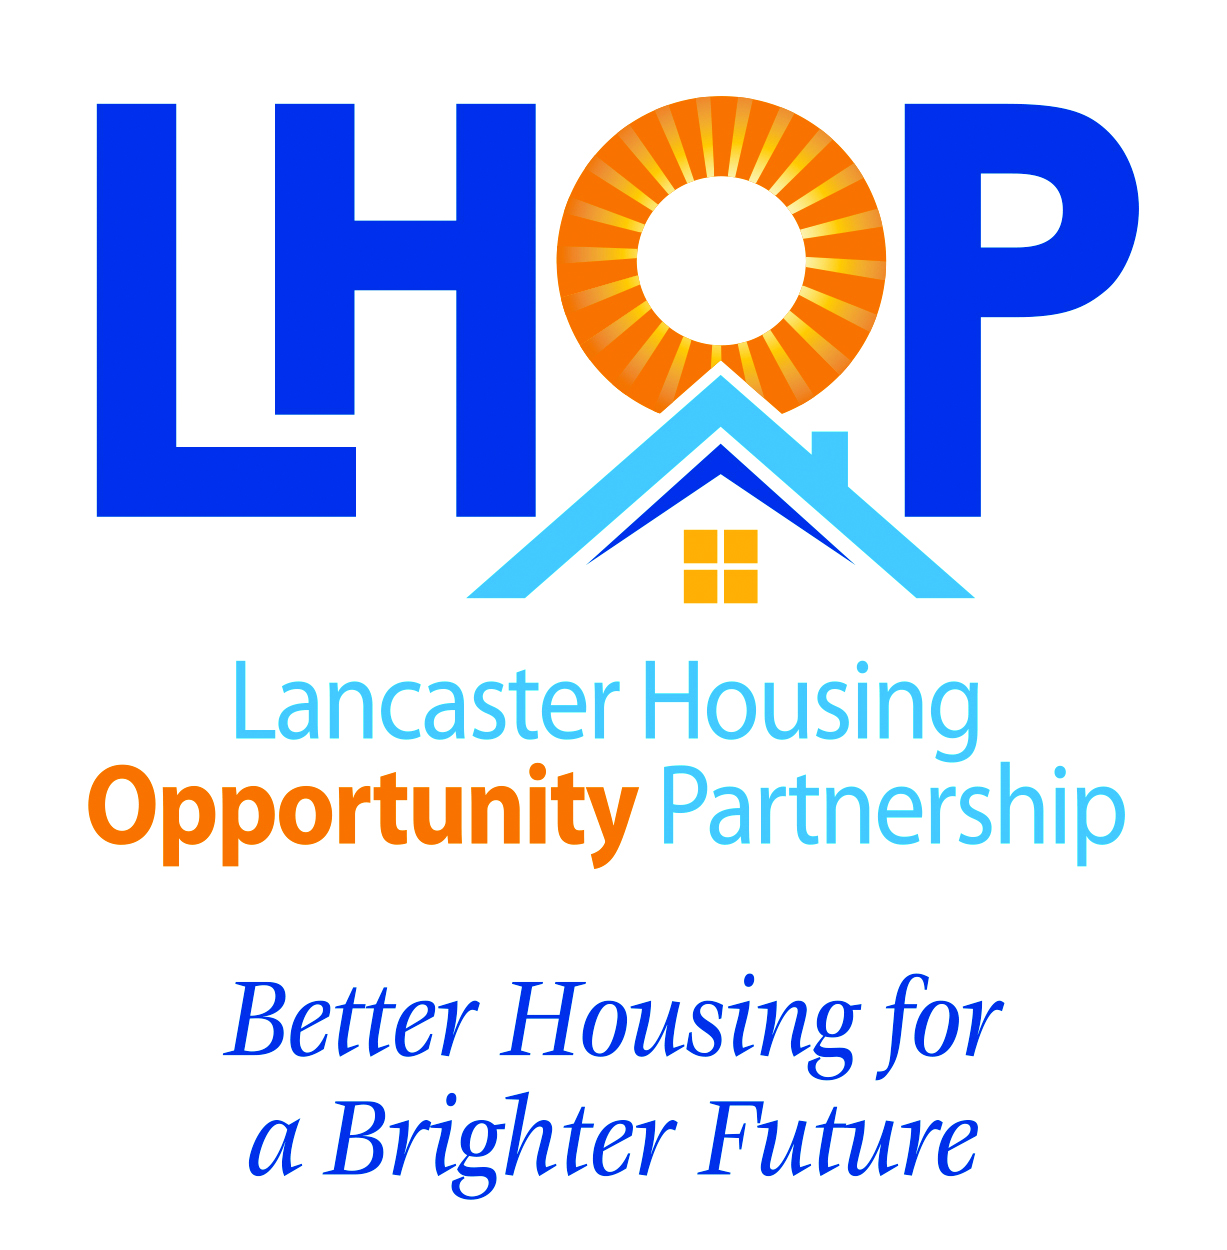 LHOP
Lancaster Housing
Opportunity Partnership
Better Housing for
a Brighter Future